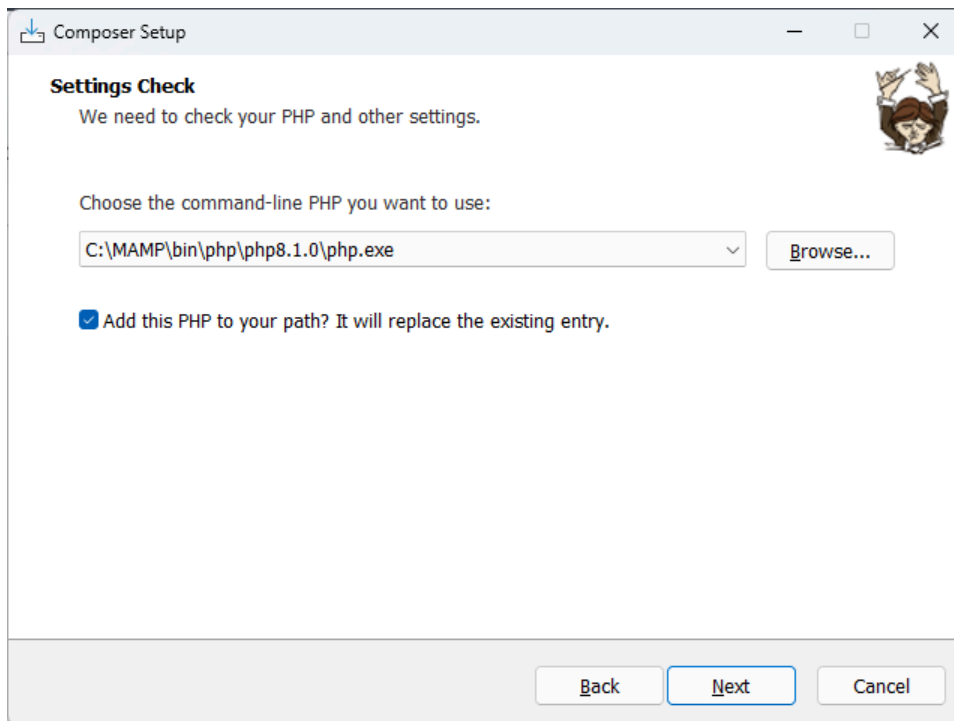 Composer Setup
Settings Check
We need to check your PHP and other settings.
Choose the command-line PHP you want to use:
C:\MAMP\bin\php\php8.1.0\php.exe
Browse...
Add this PHP to your path? It will replace the existing entry.
Back
Next
Cancel